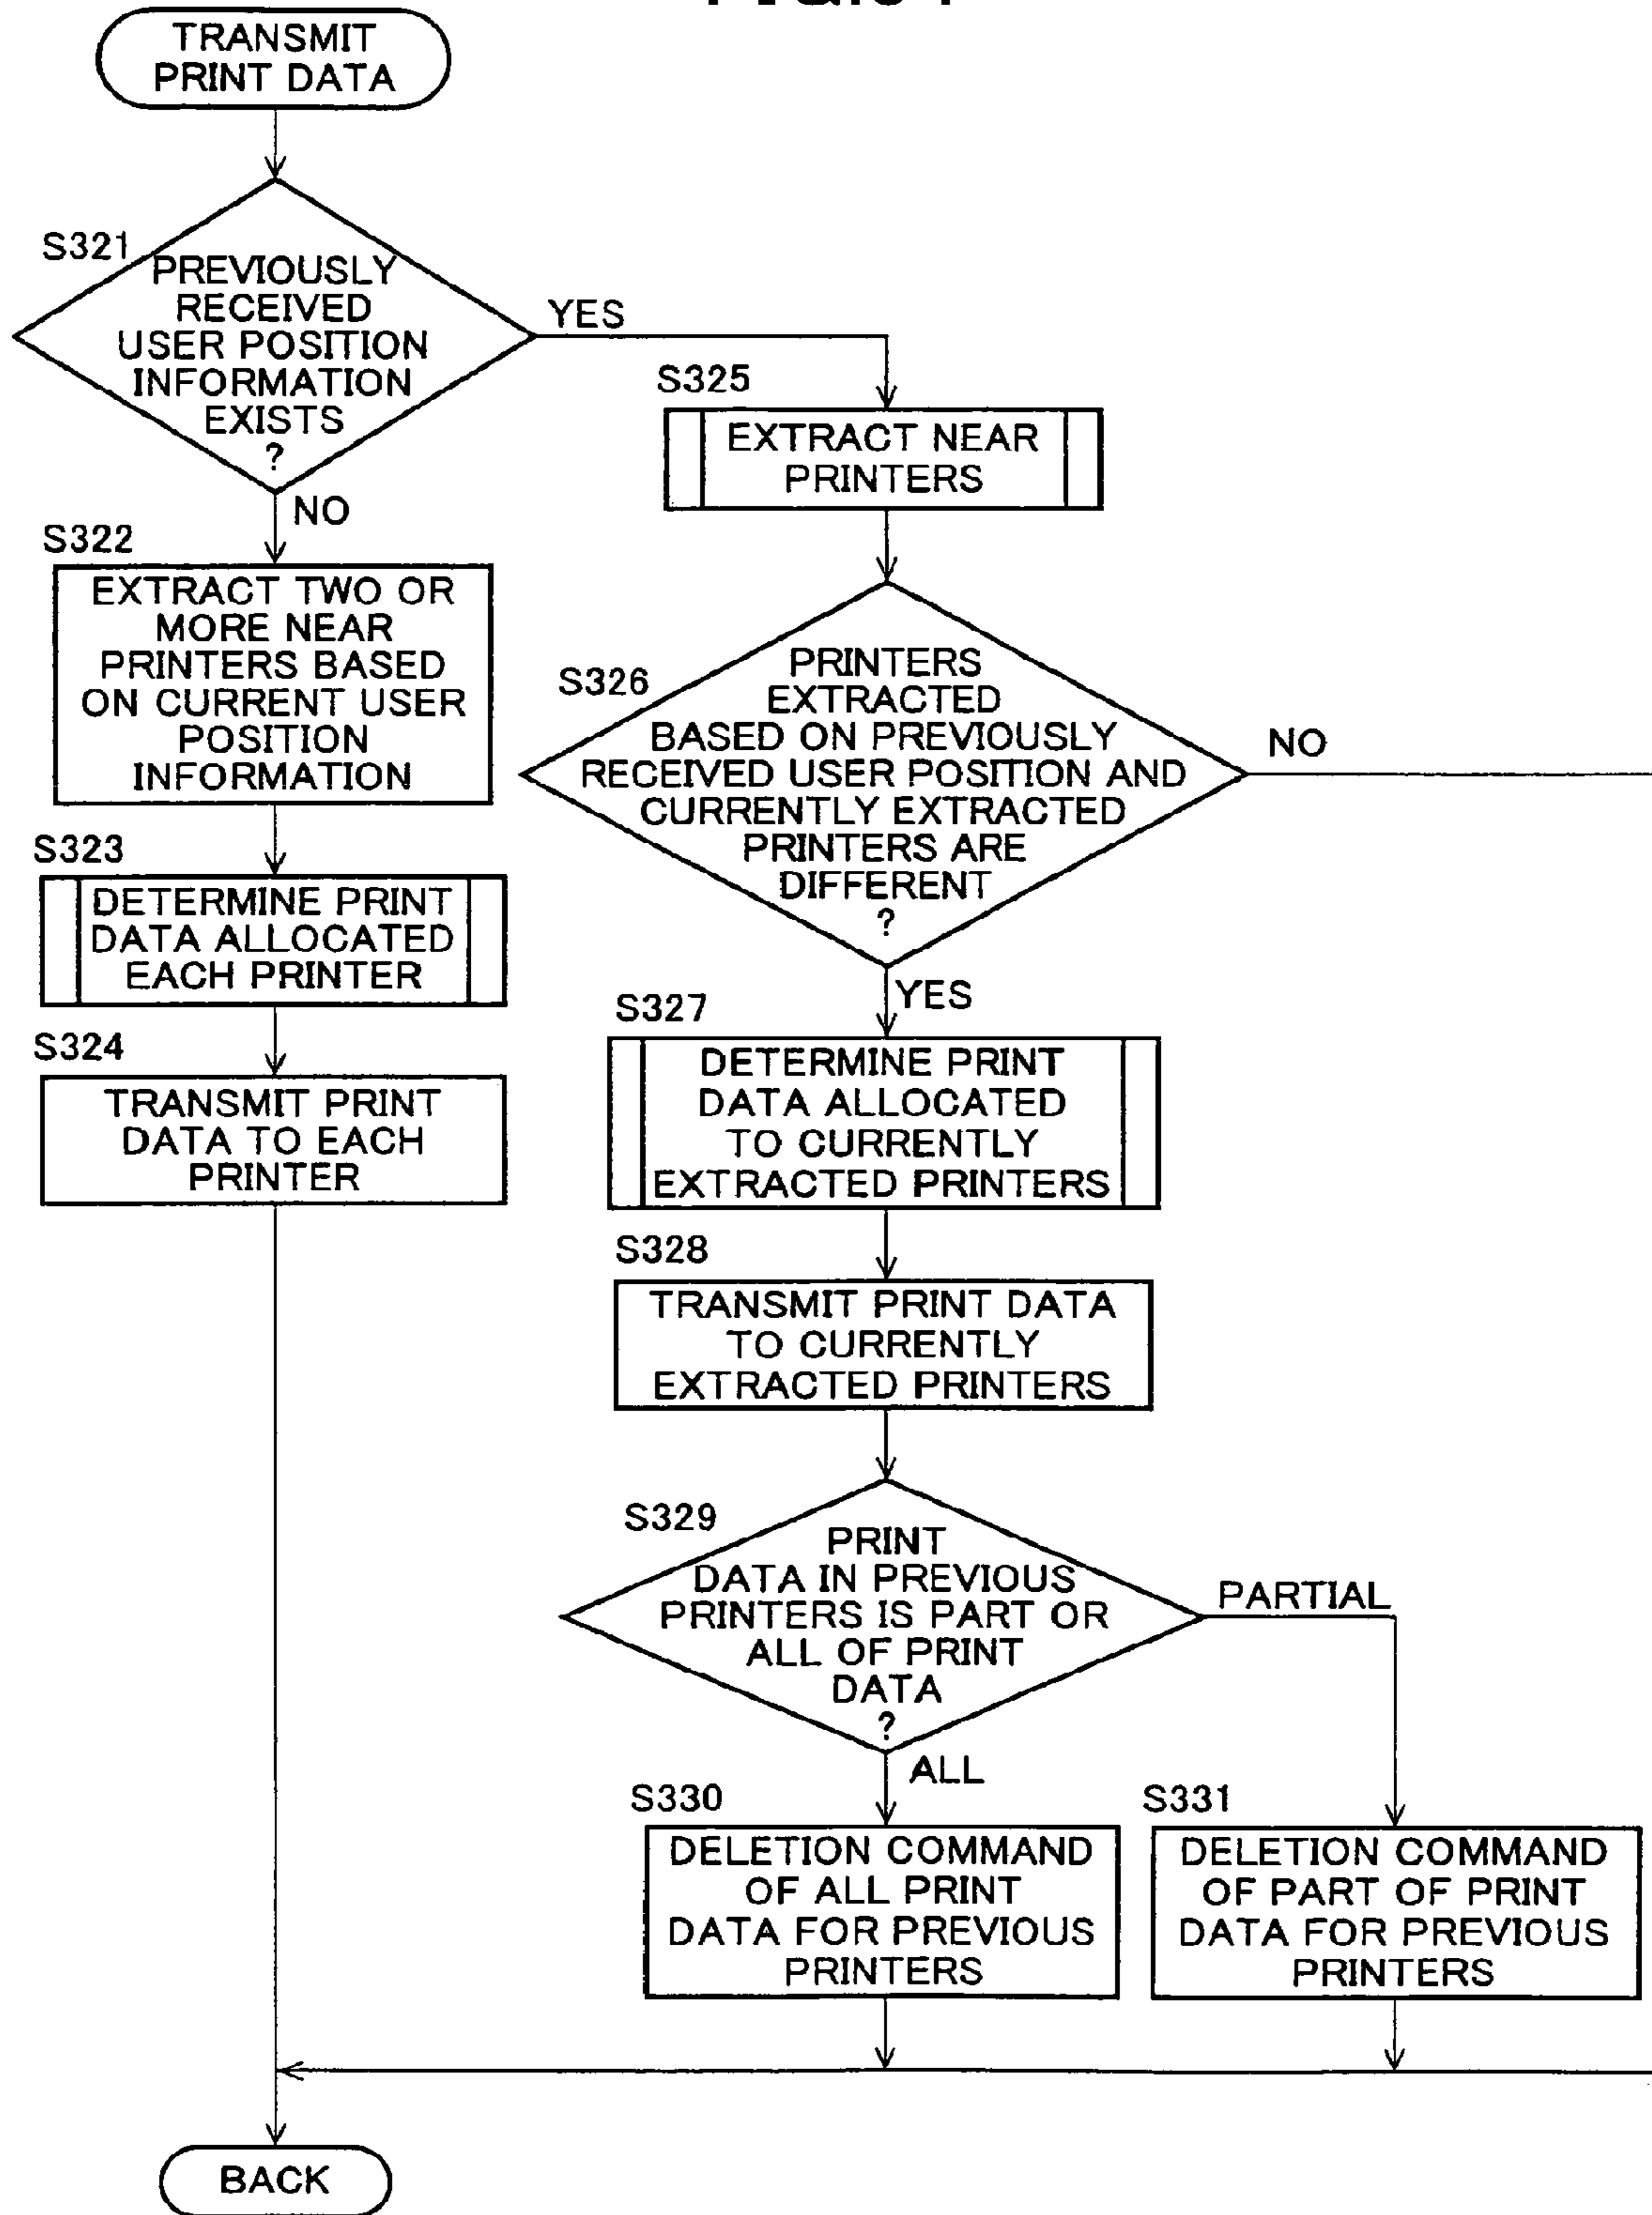 TRANSMIT
PRINT DATA
S321
PREVIOUSLY
RECEIVED
USER POSITION
INFORMATION
EXISTS
?
YES
NO
S322
EXTRACT TWO OR
MORE NEAR
PRINTERS BASED
ON CURRENT USER
POSITION
INFORMATION
S323
DETERMINE PRINT
DATA ALLOCATED
EACH PRINTER
S324
TRANSMIT PRINT
DATA TO EACH
PRINTER
S325
EXTRACT NEAR
PRINTERS
S326
PRINTERS
EXTRACTED
BASED ON PREVIOUSLY
RECEIVED USER POSITION AND
CURRENTLY EXTRACTED
PRINTERS ARE
DIFFERENT
?
NO
YES
S327
DETERMINE PRINT
DATA ALLOCATED
TO CURRENTLY
EXTRACTED PRINTERS
S328
TRANSMIT PRINT DATA
TO CURRENTLY
EXTRACTED PRINTERS
S329
PRINT
DATA IN PREVIOUS
PRINTERS IS PART OR
ALL OF PRINT
DATA
?
PARTIAL
ALL
S330
DELETION COMMAND
OF ALL PRINT
DATA FOR PREVIOUS
PRINTERS
S331
DELETION COMMAND
OF PART OF PRINT
DATA FOR PREVIOUS
PRINTERS
BACK